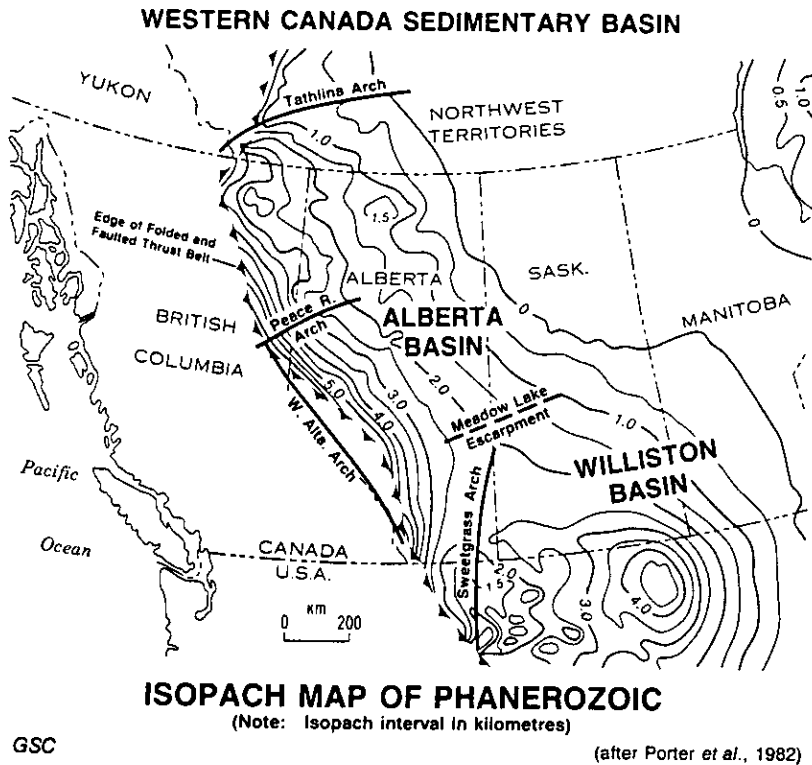 WESTERN CANADA SEDIMENTARY BASIN
YUKON
Tathlina Arch
NORTHWEST
TERRITORIES
1.0
0.5
1.0
0
1.5
Edge of Folded and
Faulted Thrust Belt
ALBERTA
SASK.
0
MANITOBA
BRITISH
COLUMBIA
Peace R.
Arch
ALBERTA
BASIN
5.0
4.0
3.0
2.0
W. Alta. Arch
Meadow Lake
Escarpment
1.0
WILLISTON
BASIN
Pacific
Ocean
Sweetgrass Arch
CANADA
U.S.A.
2.0
1.5
3.0
4.0
KM
0 200
ISOPACH MAP OF PHANEROZOIC
(Note: Isopach interval in kilometres)
GSC
(after Porter et al., 1982)